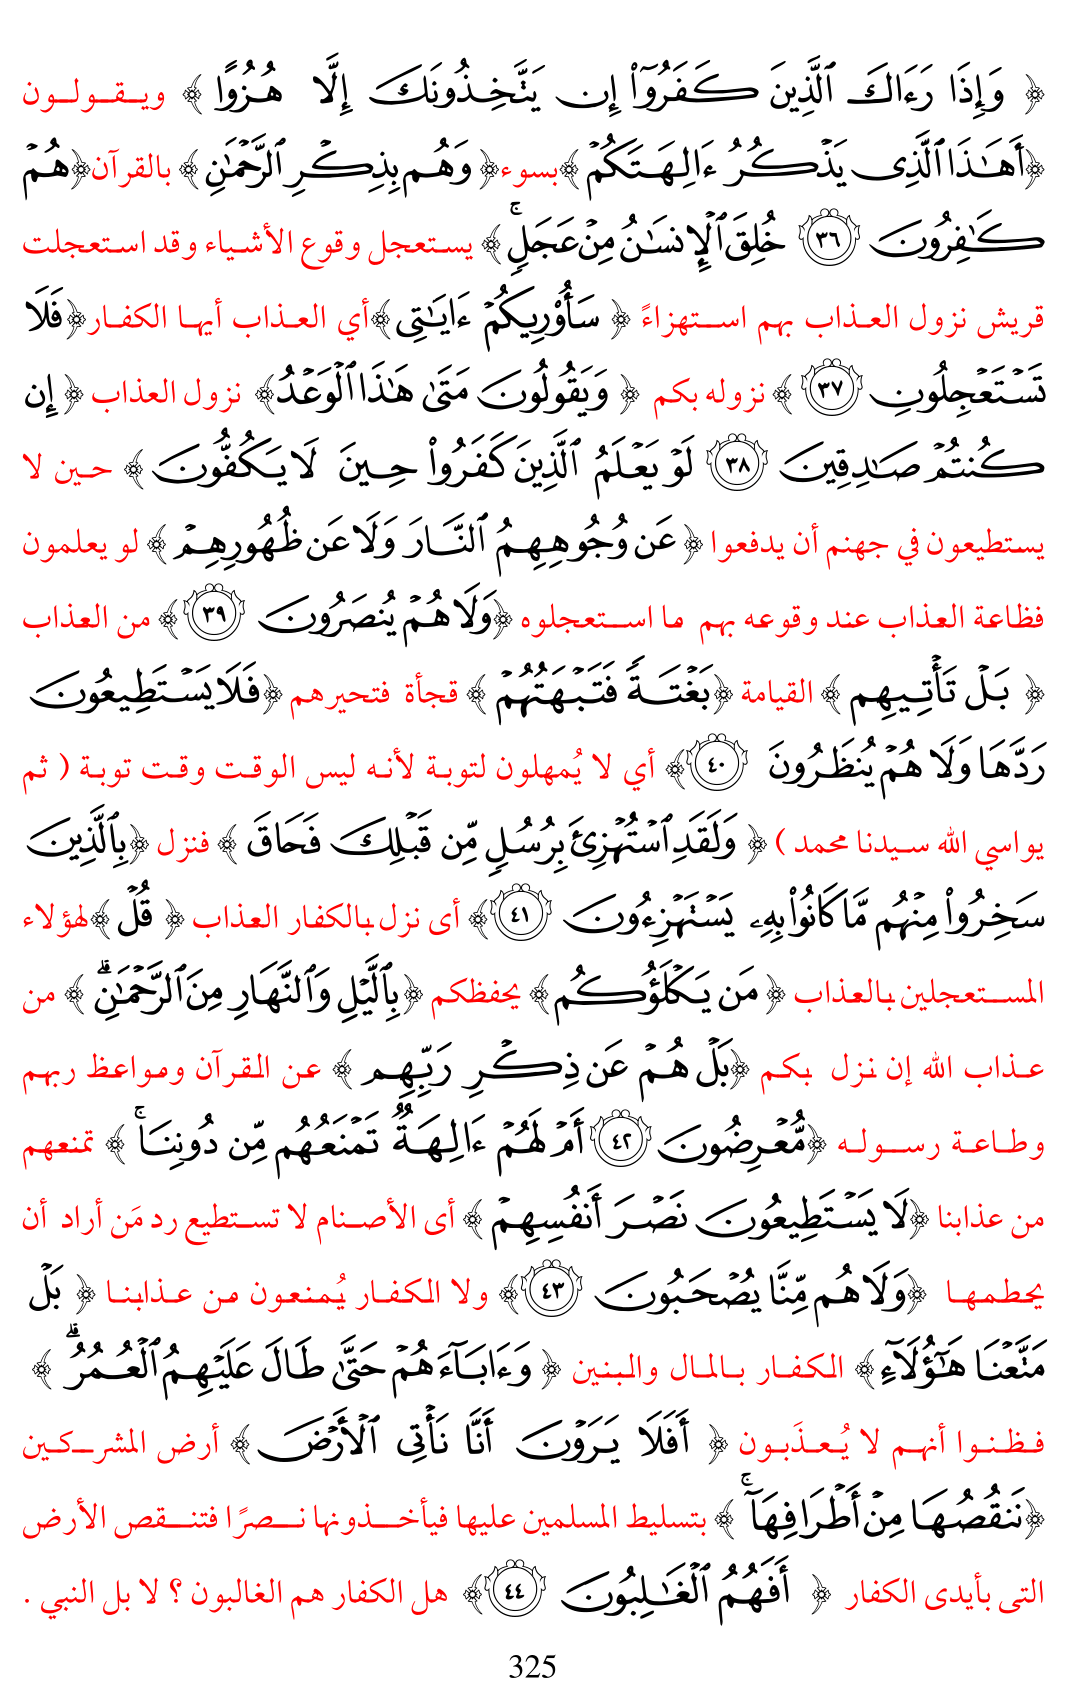 ﴿ وَإِذَا رَءَاكَ ٱلَّذِينَ كَفَرُوٓا۟ إِن يَتَّخِذُونَكَ إِلَّا هُزُوًا ﴾ ويـقـولـون
﴿أَهَـٰذَا ٱلَّذِى يَذْكُرُ ءَالِهَتَكُمْ ﴾بسوء﴿ وَهُم بِذِكْرِ ٱلرَّحْمَـٰنِ ﴾ بالقرآن﴿هُمْ
كَـٰفِرُونَ ٣٦ خُلِقَ ٱلْإِنسَـٰنُ مِنْ عَجَلٍ ۚ ﴾ يستعجل وقوع الأشياء وقد استعجلت
قريش نزول العذاب بهم استهزاءً ﴿ سَأُو۟رِيكُمْ ءَايَـٰتِى ﴾أي العذاب أيها الكفار﴿فَلَا
تَسْتَعْجِلُونِ ٣٧ ﴾ نزوله بكم ﴿ وَيَقُولُونَ مَتَىٰ هَـٰذَا ٱلْوَعْدُ﴾ نزول العذاب ﴿ إِن
كُنتُمْ صَـٰدِقِينَ ٣٨ لَوْ يَعْلَمُ ٱلَّذِينَ كَفَرُوا۟ حِينَ لَا يَكُفُّونَ ﴾ حين لا
يستطيعون في جهنم أن يدفعوا ﴿ عَن وُجُوهِهِمُ ٱلنَّارَ وَلَا عَن ظُهُورِهِمْ ﴾ لو يعلمون
فظاعة العذاب عند وقوعه بهم ما استعجلوه ﴿وَلَا هُمْ يُنصَرُونَ ٣٩ ﴾ من العذاب
﴿ بَلْ تَأْتِيهِم ﴾ القيامة ﴿بَغْتَةً فَتَبْهَتُهُمْ ﴾ قجأة فتحيرهم ﴿فَلَا يَسْتَطِيعُونَ
رَدَّهَا وَلَا هُمْ يُنظَرُونَ ٤٠ ﴾ أي لا يُمهلون لتوبة لأنه ليس الوقت وقت توبة ( ثم
يواسي الله سيدنا محمد ) ﴿ وَلَقَدِ ٱسْتُهْزِئَ بِرُسُلٍ مِّن قَبْلِكَ فَحَاقَ ﴾ فنزل ﴿بِٱلَّذِينَ
سَخِرُوا۟ مِنْهُم مَّا كَانُوا۟ بِهِۦ يَسْتَهْزِءُونَ ٤١ ﴾ أى نزل بالكفار العذاب ﴿ قُلْ ﴾لهؤلاء
المستعجلين بالعذاب ﴿ مَن يَكْلَؤُكُم ﴾ يحفظكم ﴿بِٱلَّيْلِ وَٱلنَّهَارِ مِنَ ٱلرَّحْمَـٰنِ ۗ ﴾ من
عذاب الله إن نزل بكم ﴿بَلْ هُمْ عَن ذِكْرِ رَبِّهِم ﴾ عن القرآن ومواعظ ربهم
وطاعة رسوله ﴿مُّعْرِضُونَ ٤٢ أَمْ لَهُمْ ءَالِهَةٌ تَمْنَعُهُم مِّن دُونِنَا ۚ ﴾ تمنعهم
من عذابنا ﴿لَا يَسْتَطِيعُونَ نَصْرَ أَنفُسِهِمْ ﴾ أى الأصنام لا تستطيع رد مَن أراد أن
يحطمها ﴿وَلَا هُم مِّنَّا يُصْحَبُونَ ٤٣ ﴾ ولا الكفار يُمنعون من عذابنا ﴿ بَلْ
مَتَّعْنَا هَـٰٓؤُلَآءِ ﴾ الكفار بالمال والبنين ﴿ وَءَابَآءَهُمْ حَتَّىٰ طَالَ عَلَيْهِمُ ٱلْعُمُرُ ۗ ﴾
فظنوا أنهم لا يُعذَبون ﴿ أَفَلَا يَرَوْنَ أَنَّا نَأْتِى ٱلْأَرْضَ ﴾ أرض المشركين
﴿نَنقُصُهَا مِنْ أَطْرَافِهَآ ۚ ﴾ بتسليط المسلمين عليها فيأخذونها نصرًا فتنقص الأرض
التى بأيدى الكفار ﴿ أَفَهُمُ ٱلْغَـٰلِبُونَ ٤٤ ﴾ هل الكفار هم الغالبون ؟ لا بل النبي .
325